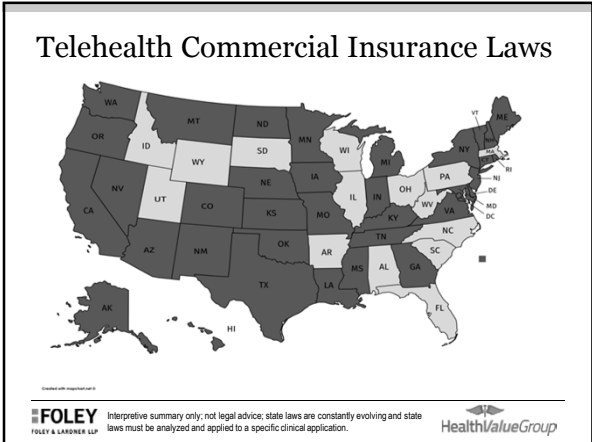 Telehealth Commercial Insurance Laws
WA
MT
ND
MN
VT
ME
OR
ID
WY
SD
WI
MI
NY
NH
MA
CT
RI
NV
UT
CO
NE
IA
IL
IN
OH
PA
NJ
DE
MD
DC
CA
KS
MO
KY
WV
VA
AZ
NM
OK
AR
TN
NC
SC
TX
LA
MS
AL
GA
FL
AK
HI
Created with mapchart.net ©
FOLEY
FOLEY & LARDNER LLP
Interpretive summary only; not legal advice; state laws are constantly evolving and state
laws must be analyzed and applied to a specific clinical application.
HealthValueGroup